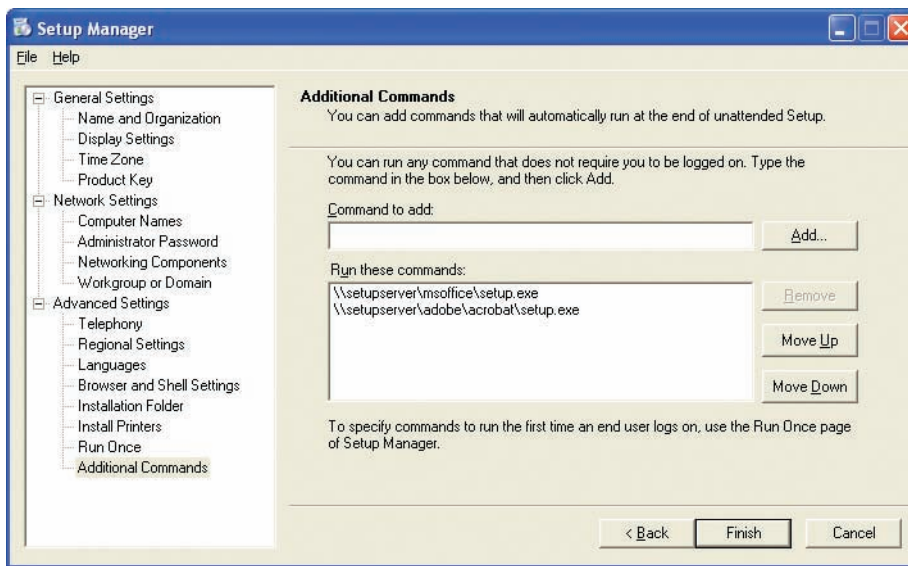 Setup Manager
File Help
General Settings
Name and Organization
Display Settings
Time Zone
Product Key
Network Settings
Computer Names
Administrator Password
Networking Components
Workgroup or Domain
Advanced Settings
Telephony
Regional Settings
Languages
Browser and Shell Settings
Installation Folder
Install Printers
Run Once
Additional Commands
Additional Commands
You can add commands that will automatically run at the end of unattended Setup.
You can run any command that does not require you to be logged on. Type the
command in the box below, and then click Add.
Command to add:
Add...
Run these commands:
\\setupserver\msoffice\setup.exe
\\setupserver\adobe\acrobat\setup.exe
Remove
Move Up
Move Down
To specify commands to run the first time an end user logs on, use the Run Once page
of Setup Manager.
< Back
Finish
Cancel